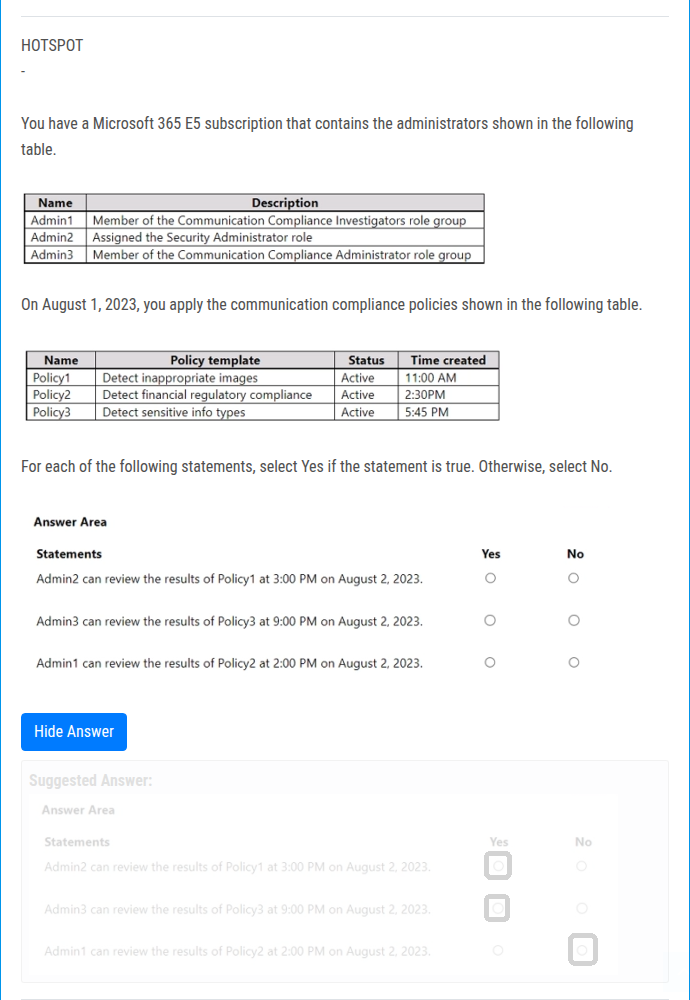 HOTSPOT
-
You have a Microsoft 365 E5 subscription that contains the administrators shown in the following
table.
Name Description
Admin1 Member of the Communication Compliance Investigators role group
Admin2 Assigned the Security Administrator role
Admin3 Member of the Communication Compliance Administrator role group
On August 1, 2023, you apply the communication compliance policies shown in the following table.
Name Policy template Status Time created
Policy1 Detect inappropriate images Active 11:00 AM
Policy2 Detect financial regulatory compliance Active 2:30PM
Policy3 Detect sensitive info types Active 5:45 PM
For each of the following statements, select Yes if the statement is true. Otherwise, select No.
Answer Area
Statements Yes No
Admin2 can review the results of Policy1 at 3:00 PM on August 2, 2023.
Admin3 can review the results of Policy3 at 9:00 PM on August 2, 2023.
Admin1 can review the results of Policy2 at 2:00 PM on August 2, 2023.
Hide Answer
Suggested Answer:
Answer Area
Statements Yes No
Admin2 can review the results of Policy1 at 3:00 PM on August 2, 2023.
Admin3 can review the results of Policy3 at 9:00 PM on August 2, 2023.
Admin1 can review the results of Policy2 at 2:00 PM on August 2, 2023.